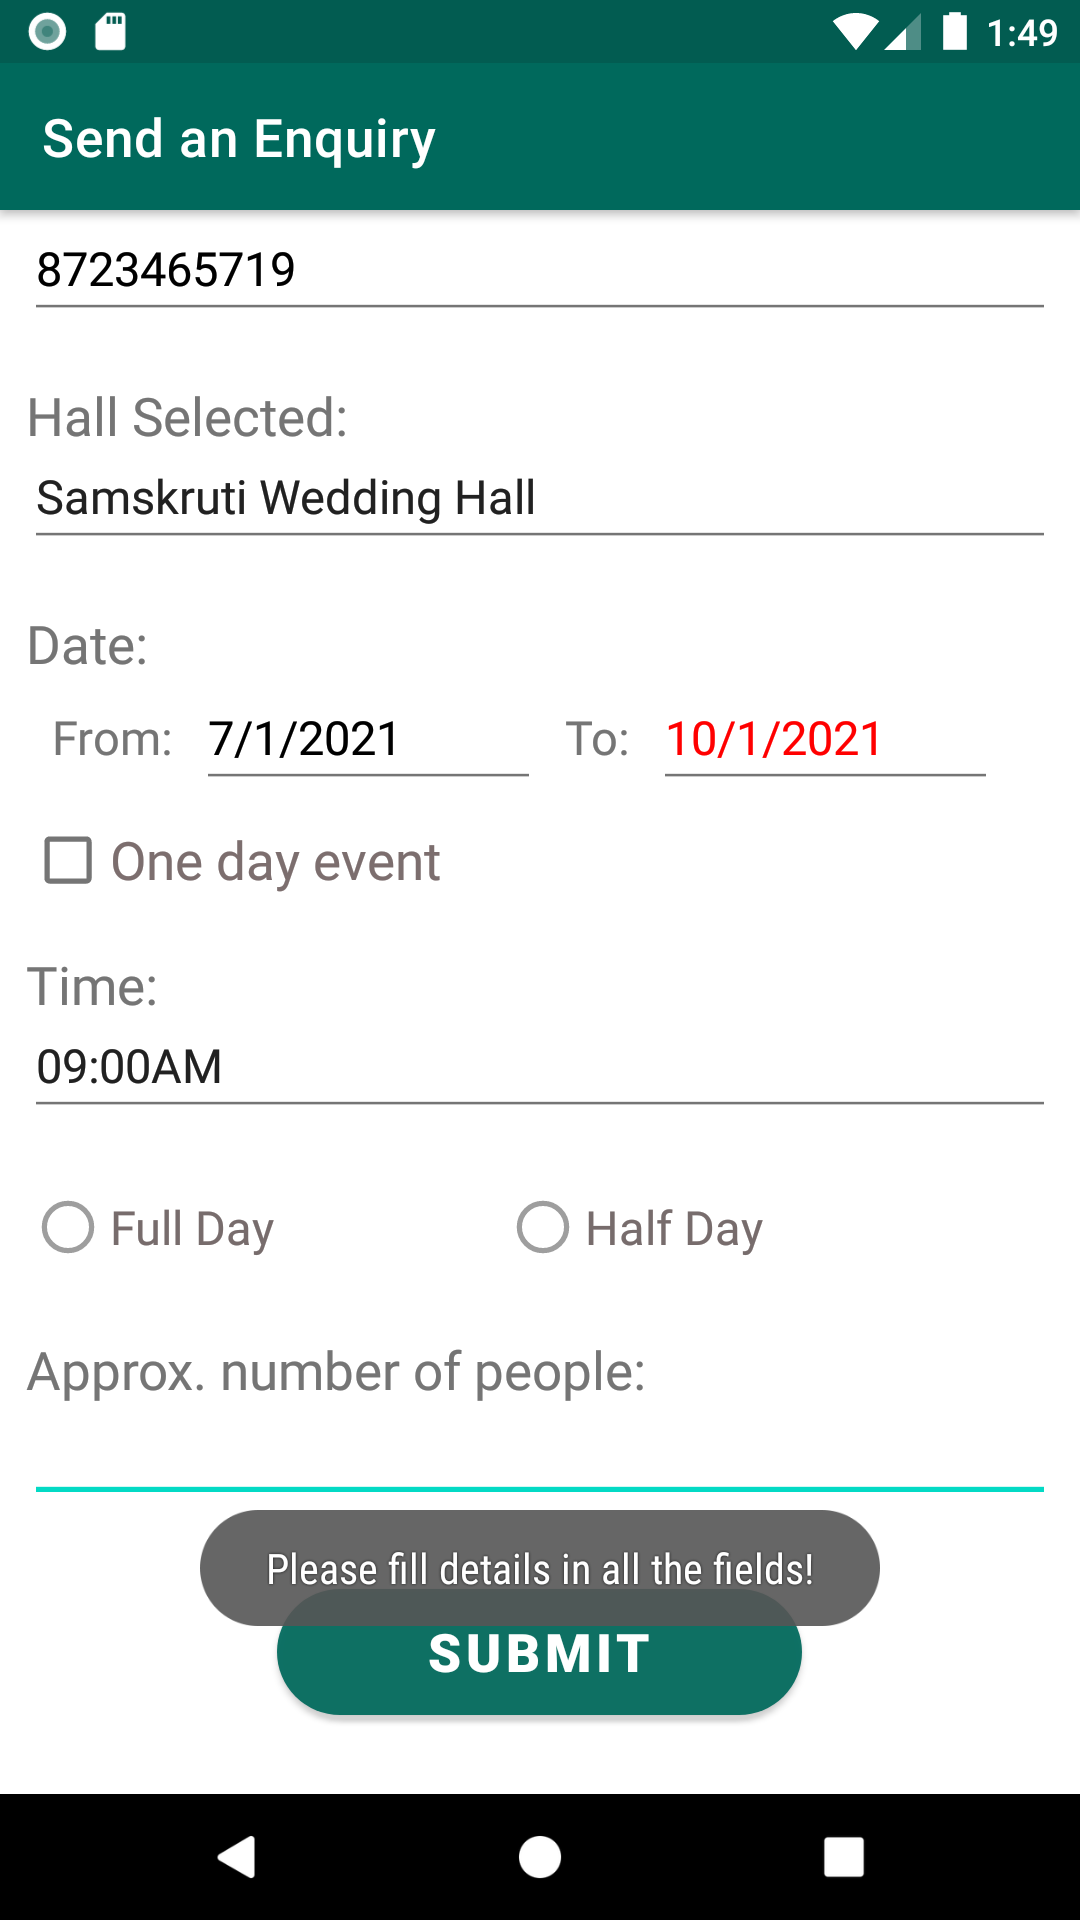 1:49
Send an Enquiry
8723465719
Hall Selected:
Samskruti Wedding Hall
Date:
From: 7/1/2021 To: 10/1/2021
One day event
Time:
09:00AM
Full Day Half Day
Approx. number of people:
Please fill details in all the fields!
SUBMIT